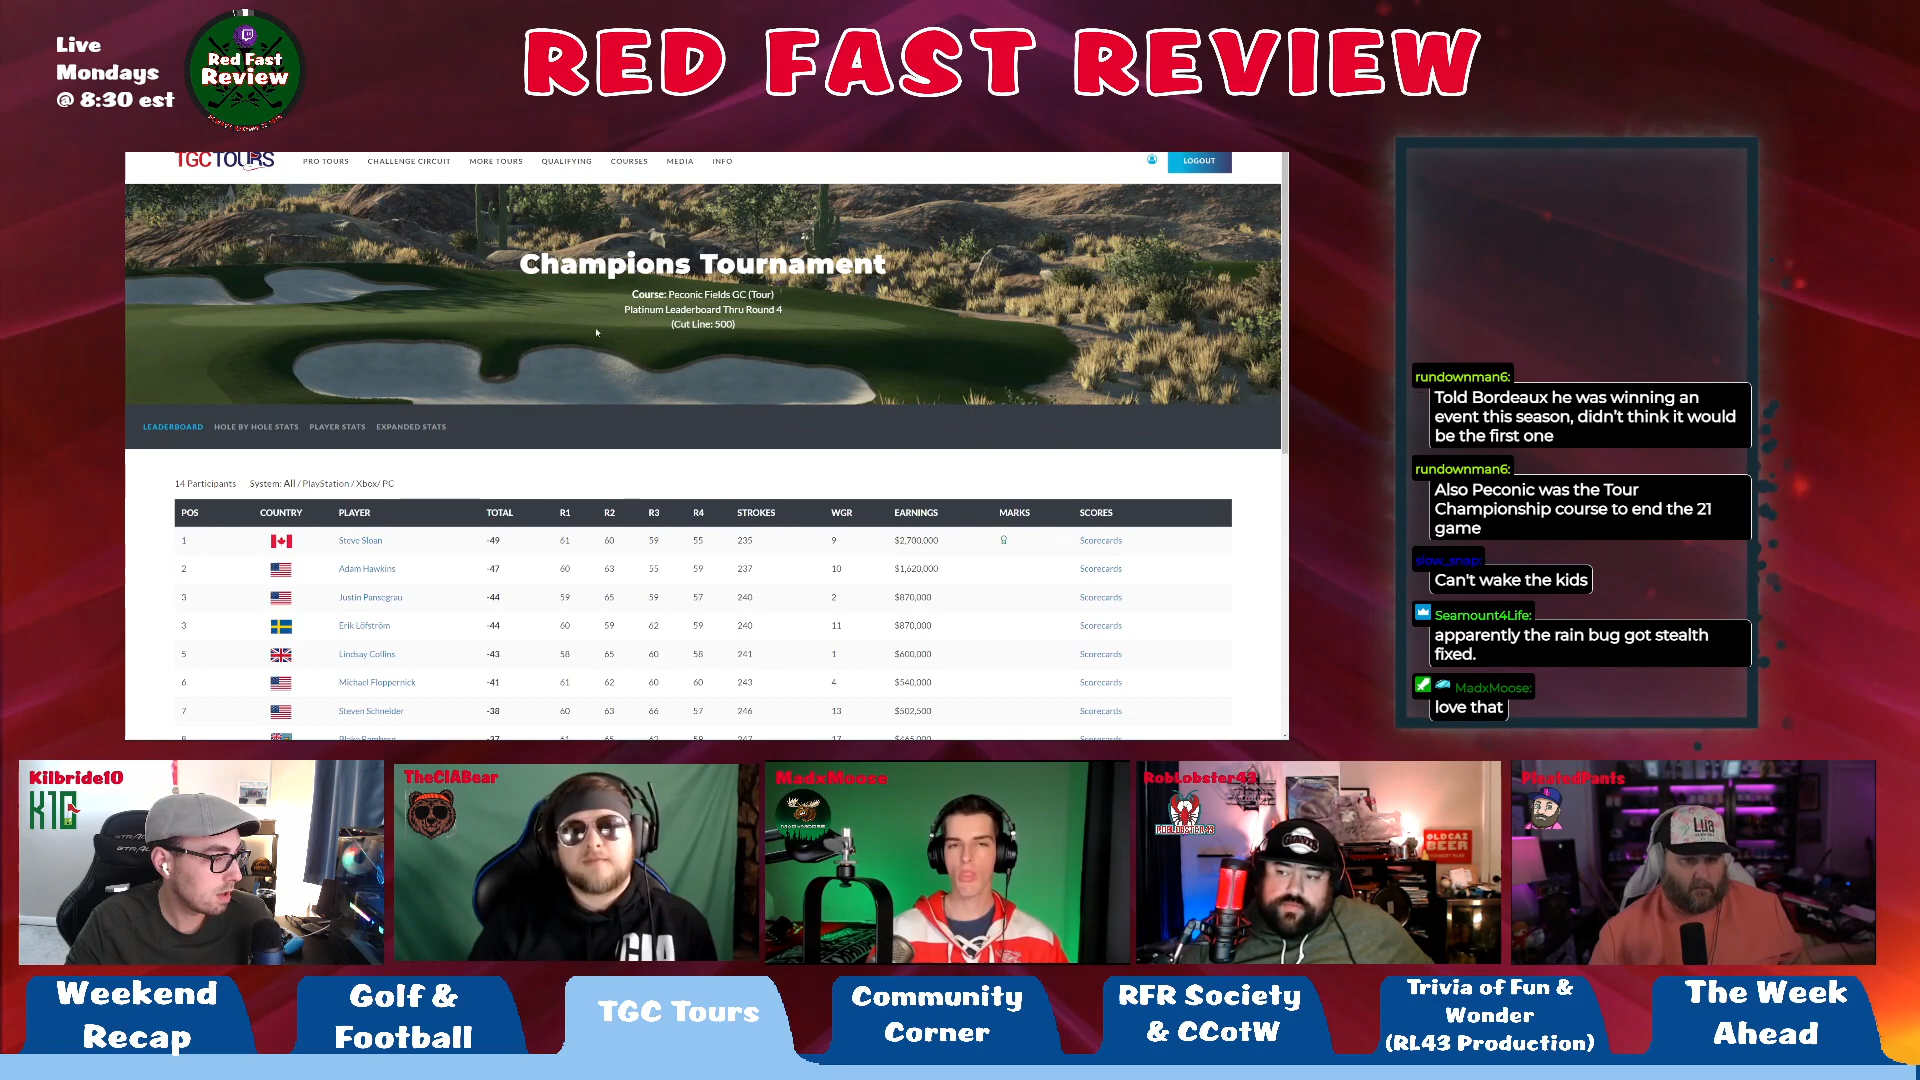 Live
Mondays
@ 8:30 est
Red Fast
Review
RED FAST REVIEW
TGCTOURS
PRO TOURS CHALLENGE CIRCUIT MORE TOURS QUALIFYING COURSES MEDIA INFO
LOGOUT
Champions Tournament
Course: Peconic Fields GC (Tour)
Platinum Leaderboard Thru Round 4
(Cut Line: 500)
LEADERBOARD HOLE BY HOLE STATS PLAYER STATS EXPANDED STATS
14 Participants System: All / PlayStation / Xbox/ PC
POS COUNTRY PLAYER TOTAL R1 R2 R3 R4 STROKES WGR EARNINGS MARKS SCORES
1 Steve Sloan -49 61 60 59 55 235 9 $2,700,000 Scorecards
2 Adam Hawkins -47 60 63 55 59 237 10 $1,620,000 Scorecards
3 Justin Pansegrau -44 59 65 59 57 240 2 $870,000 Scorecards
3 Erik Löfström -44 60 59 62 59 240 11 $870,000 Scorecards
5 Lindsay Collins -43 58 65 60 58 241 1 $600,000 Scorecards
6 Michael Floppernick -41 61 62 60 60 243 4 $540,000 Scorecards
7 Steven Schneider -38 60 63 66 57 246 13 $502,500 Scorecards
rundownman6:
Told Bordeaux he was winning an
event this season, didn't think it would
be the first one
rundownman6:
Also Peconic was the Tour
Championship course to end the 21
game
slow_snap:
Can't wake the kids
Seamount4Life:
apparently the rain bug got stealth
fixed.
MadxMoose:
love that
Kilbride10
K10
TheCIABear
CIA
MadxMoose
MADXMOOSE
RobLobster43
ROBLOBSTER43
GIANTS
OLD CAZ
BEER
PleatedPants
Lua
Weekend
Recap
Golf &
Football
TGC Tours
Community
Corner
RFR Society
& CCotW
Trivia of Fun &
Wonder
(RL43 Production)
The Week
Ahead